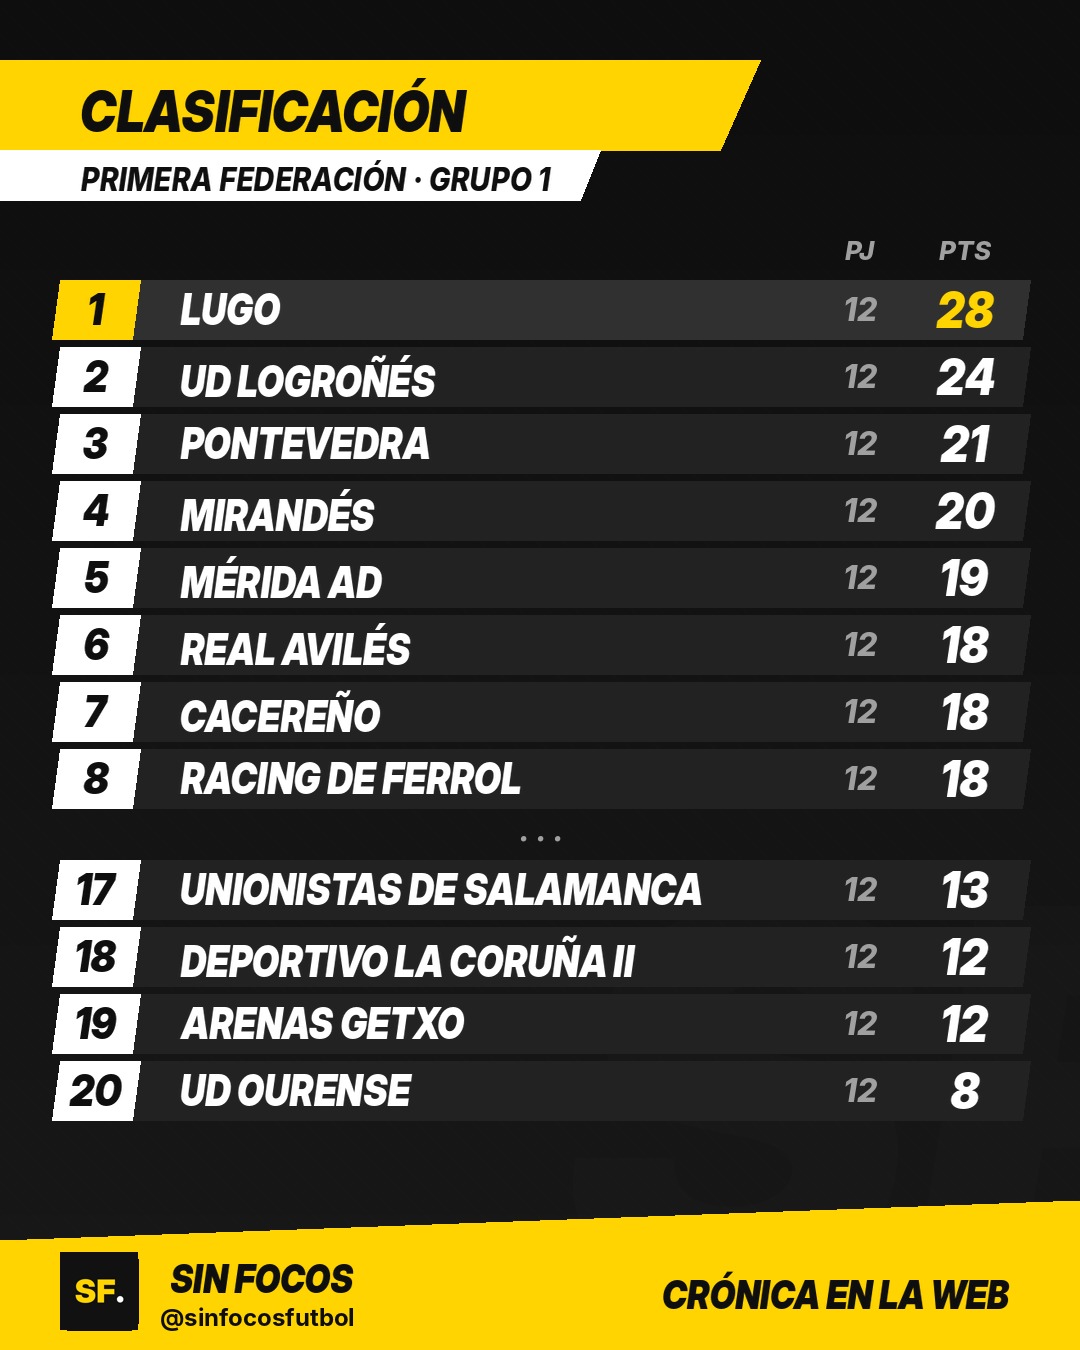 CLASIFICACIÓN
PRIMERA FEDERACIÓN · GRUPO 1
PJ PTS
1 LUGO 12 28
2 UD LOGROÑÉS 12 24
3 PONTEVEDRA 12 21
4 MIRANDÉS 12 20
5 MÉRIDA AD 12 19
6 REAL AVILÉS 12 18
7 CACEREÑO 12 18
8 RACING DE FERROL 12 18
...
17 UNIONISTAS DE SALAMANCA 12 13
18 DEPORTIVO LA CORUÑA II 12 12
19 ARENAS GETXO 12 12
20 UD OURENSE 12 8
SF.
SIN FOCOS
@sinfocosfutbol
CRÓNICA EN LA WEB